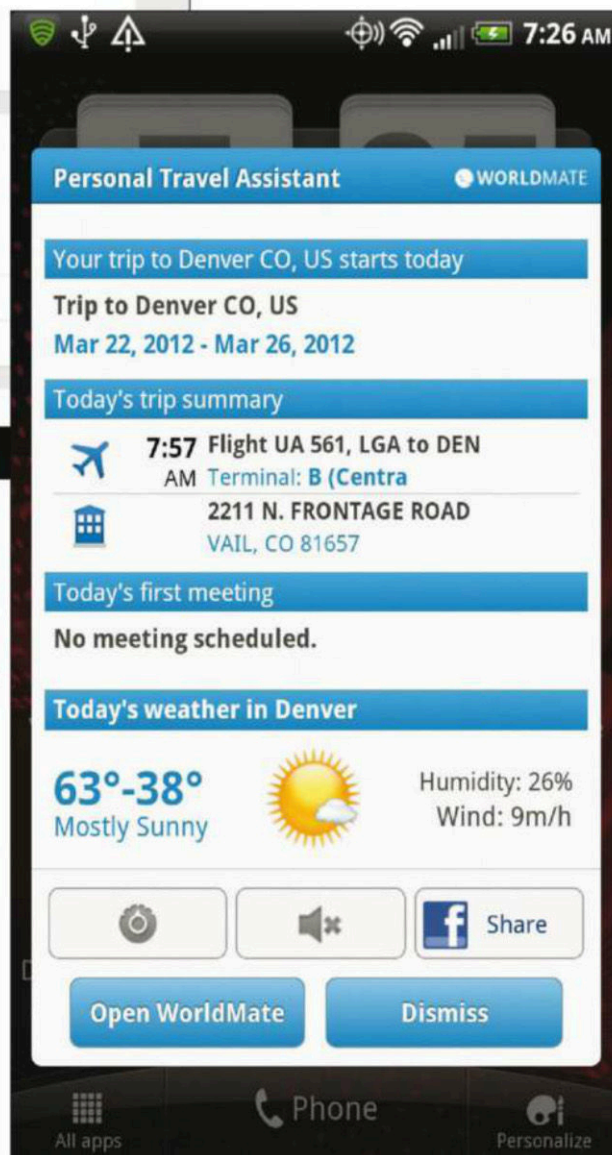 7:26 AM
Personal Travel Assistant WORLDMATE
Your trip to Denver CO, US starts today
Trip to Denver CO, US
Mar 22, 2012 - Mar 26, 2012
Today's trip summary
7:57 Flight UA 561, LGA to DEN
AM Terminal: B (Centra
2211 N. FRONTAGE ROAD
VAIL, CO 81657
Today's first meeting
No meeting scheduled.
Today's weather in Denver
63°-38° Humidity: 26%
Mostly Sunny Wind: 9m/h
f Share
Open WorldMate Dismiss
Phone
All apps Personalize